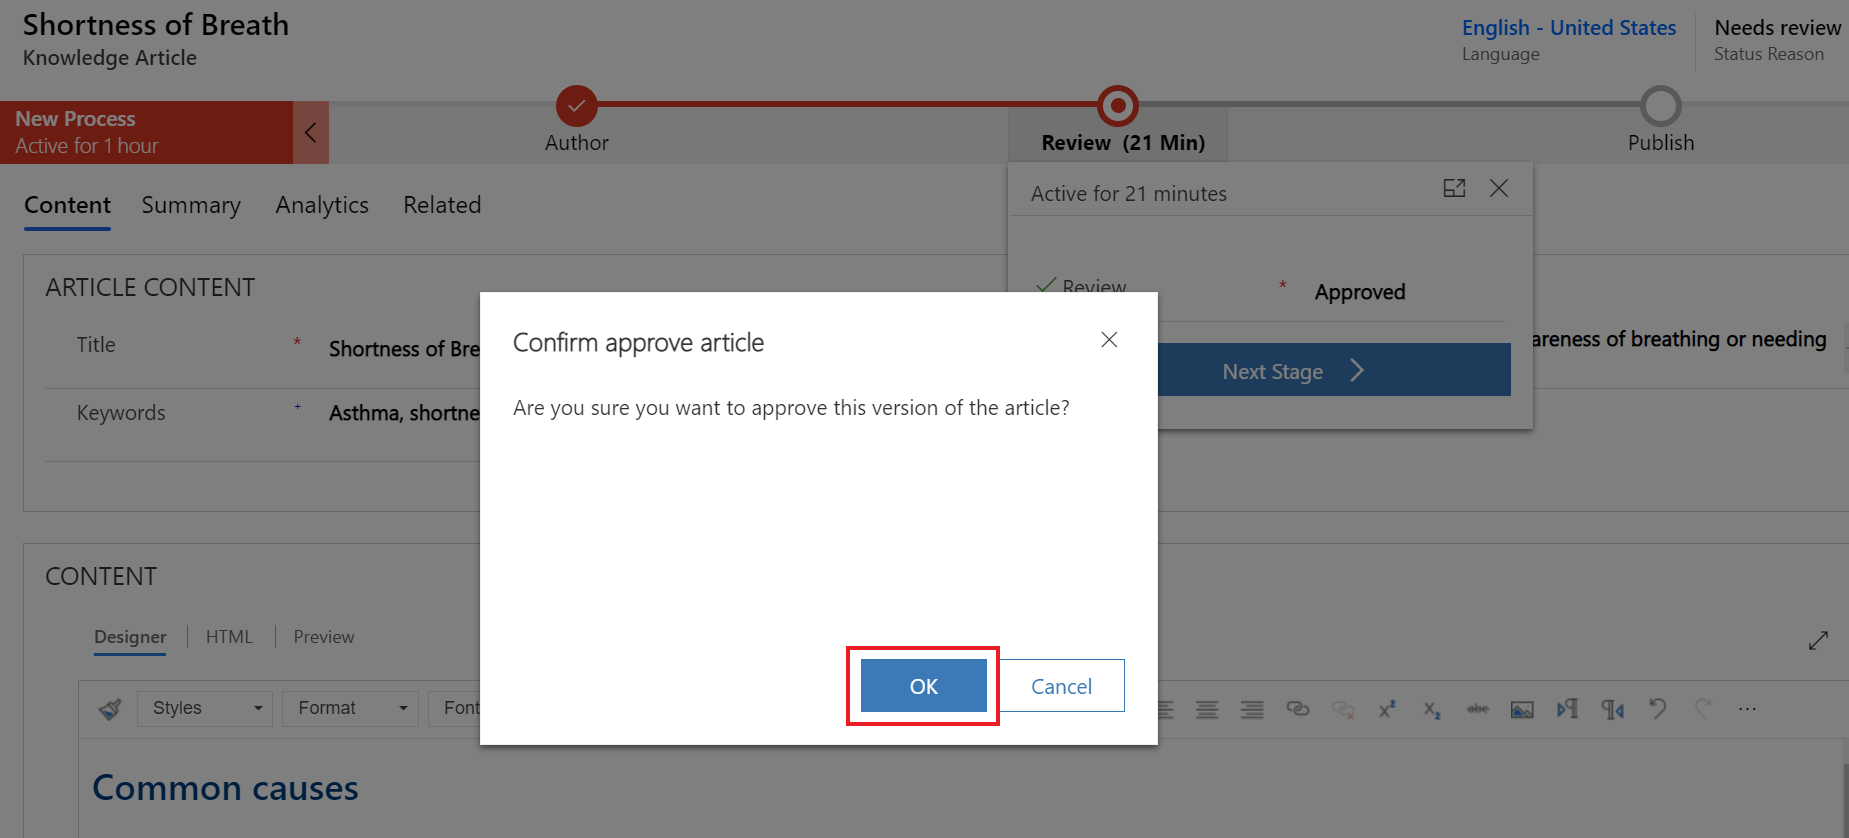 Shortness of Breath
Knowledge Article
English - United States
Language
Needs review
Status Reason
New Process
Active for 1 hour
Author
Review (21 Min)
Publish
Active for 21 minutes
Content
Summary
Analytics
Related
ARTICLE CONTENT
Review
*
Approved
Title
*
Shortness of Bre
areness of breathing or needing
Next Stage
Keywords
+
Asthma, shortne
Confirm approve article
Are you sure you want to approve this version of the article?
OK
Cancel
CONTENT
Designer
HTML
Preview
Styles
Format
Font
Common causes